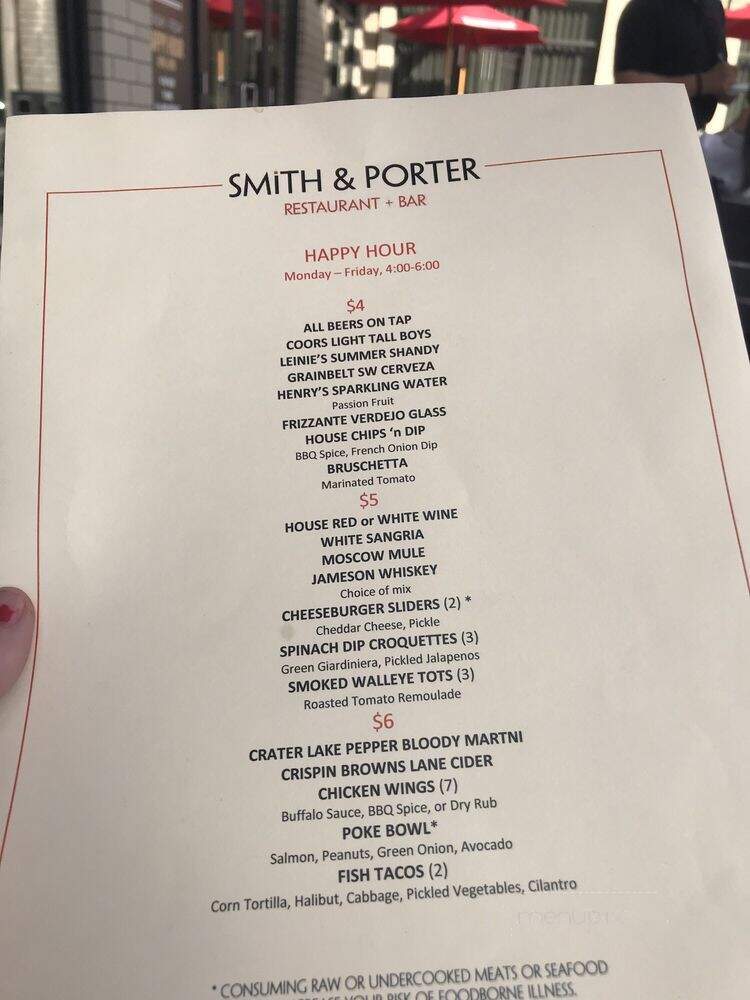 SMiTH & PORTER
RESTAURANT + BAR
HAPPY HOUR
Monday – Friday, 4:00-6:00
$4
ALL BEERS ON TAP
COORS LIGHT TALL BOYS
LEINIE'S SUMMER SHANDY
GRAINBELT SW CERVEZA
HENRY'S SPARKLING WATER
Passion Fruit
FRIZZANTE VERDEJO GLASS
HOUSE CHIPS 'n DIP
BBQ Spice, French Onion Dip
BRUSCHETTA
Marinated Tomato
$5
HOUSE RED or WHITE WINE
WHITE SANGRIA
MOSCOW MULE
JAMESON WHISKEY
Choice of mix
CHEESEBURGER SLIDERS (2) *
Cheddar Cheese, Pickle
SPINACH DIP CROQUETTES (3)
Green Giardiniera, Pickled Jalapenos
SMOKED WALLEYE TOTS (3)
Roasted Tomato Remoulade
$6
CRATER LAKE PEPPER BLOODY MARTNI
CRISPIN BROWNS LANE CIDER
CHICKEN WINGS (7)
Buffalo Sauce, BBQ Spice, or Dry Rub
POKE BOWL*
Salmon, Peanuts, Green Onion, Avocado
FISH TACOS (2)
Corn Tortilla, Halibut, Cabbage, Pickled Vegetables, Cilantro
* CONSUMING RAW OR UNDERCOOKED MEATS OR SEAFOOD
YOUR RISK OF FOODBORNE ILLNESS.